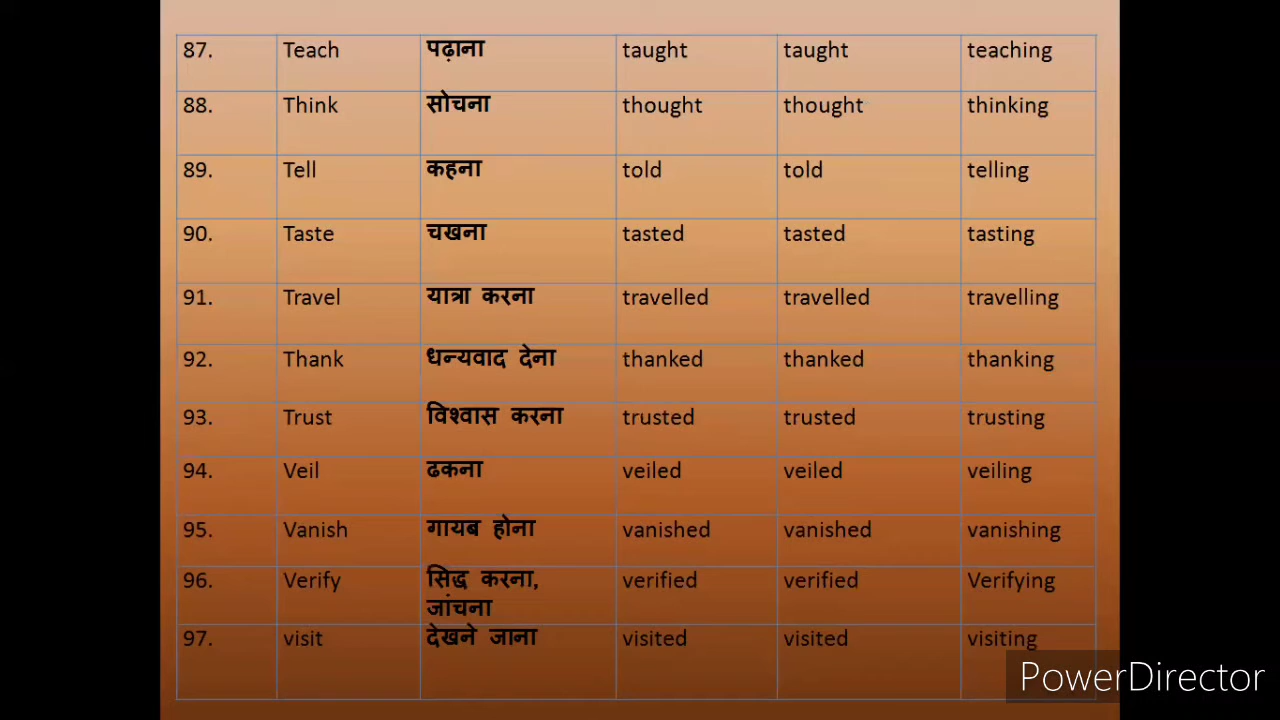 87. Teach पढ़ाना taught taught teaching
88. Think सोचना thought thought thinking
89. Tell कहना told told telling
90. Taste चखना tasted tasted tasting
91. Travel यात्रा करना travelled travelled travelling
92. Thank धन्यवाद देना thanked thanked thanking
93. Trust विश्वास करना trusted trusted trusting
94. Veil ढकना veiled veiled veiling
95. Vanish गायब होना vanished vanished vanishing
96. Verify सिद्ध करना, verified verified Verifying
जांचना
97. visit देखने जाना visited visited visiting
PowerDirector